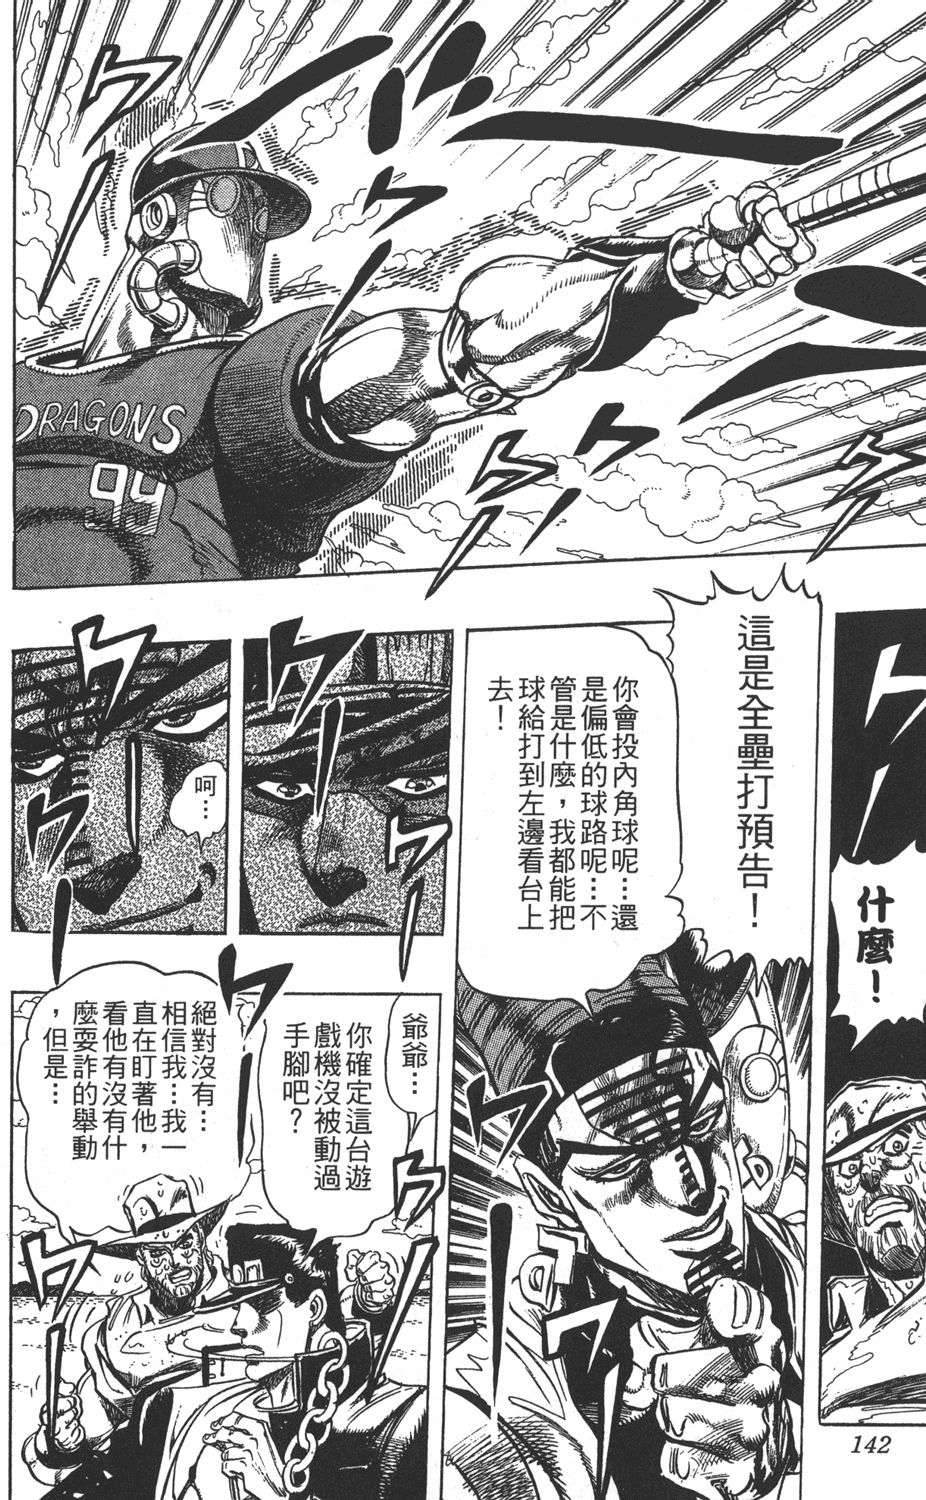 バーン
DRAGONS
99
什麼！
這是全壘打預告！
你會投內角球呢…還
是偏低的球路呢…不
管是什麼，我都能把
球給打到左邊看台上
去！
呵…
爺爺…
你確定這台遊
戲機沒被動過
手腳吧？
絕對沒有…
相信我…我一
直在盯著他，
看他有沒有什
麼耍詐的舉動
，但是…
142